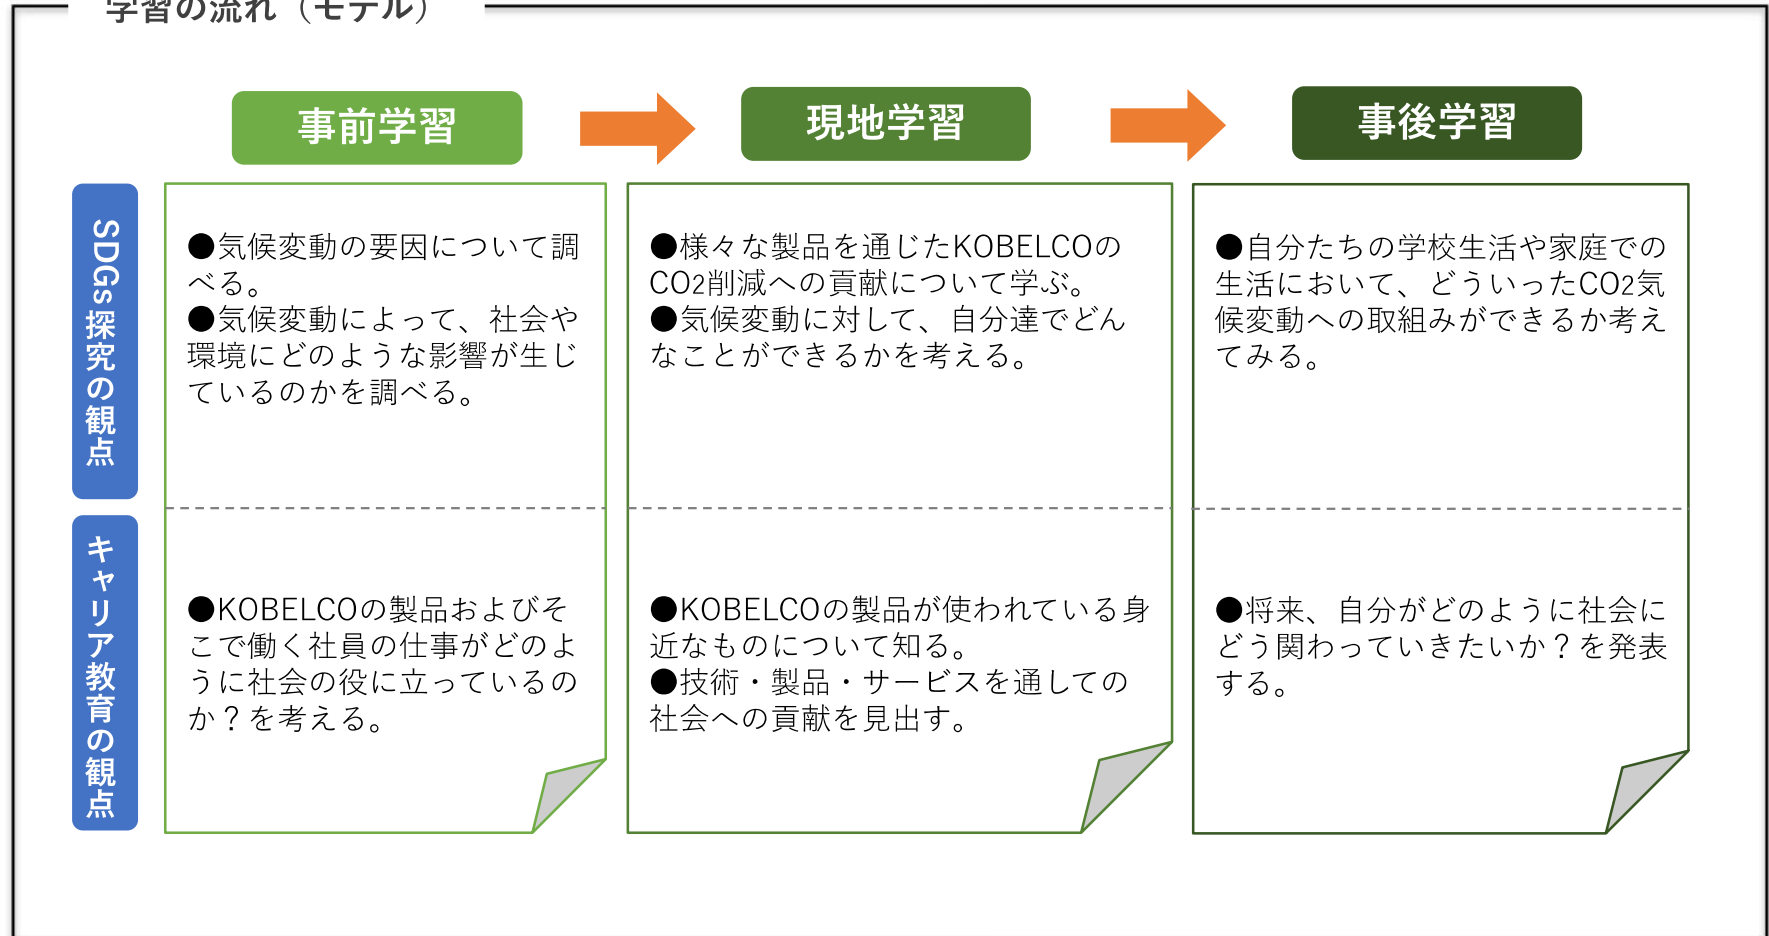 学習の流れ（モデル）
事前学習
現地学習
事後学習
SDGs探究の観点
●気候変動の要因について調
べる。
●気候変動によって、社会や
環境にどのような影響が生じ
ているのかを調べる。
●様々な製品を通じたKOBELCOの
CO2削減への貢献について学ぶ。
●気候変動に対して、自分達でどん
なことができるかを考える。
●自分たちの学校生活や家庭での
生活において、どういったCO2気
候変動への取組みができるか考え
てみる。
キャリア教育の観点
●KOBELCOの製品およびそ
こで働く社員の仕事がどのよ
うに社会の役に立っているの
か？を考える。
●KOBELCOの製品が使われている身
近なものについて知る。
●技術・製品・サービスを通しての
社会への貢献を見出す。
●将来、自分がどのように社会に
どう関わっていきたいか？を発表
する。